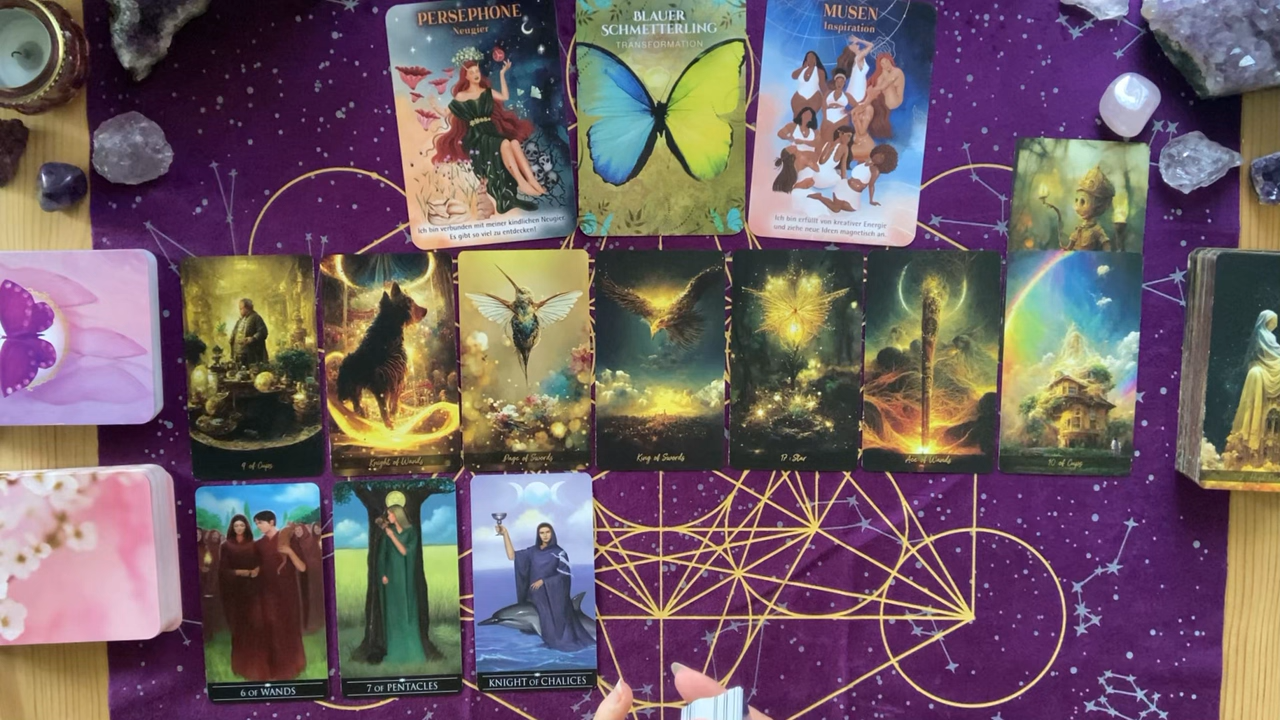 PERSEPHONE
Neugier
Ich bin verbunden mit meiner kindlichen Neugier.
Es gibt so viel zu entdecken!
BLAUER
SCHMETTERLING
TRANSFORMATION
MUSEN
Inspiration
Ich bin erfüllt von kreativer Energie
und ziehe neue Ideen magnetisch an.
9 of Cups
Knight of Wands
Page of Swords
King of Swords
17 · Star
Ace of Wands
10 of Cups
6 OF WANDS
7 OF PENTACLES
KNIGHT OF CHALICES